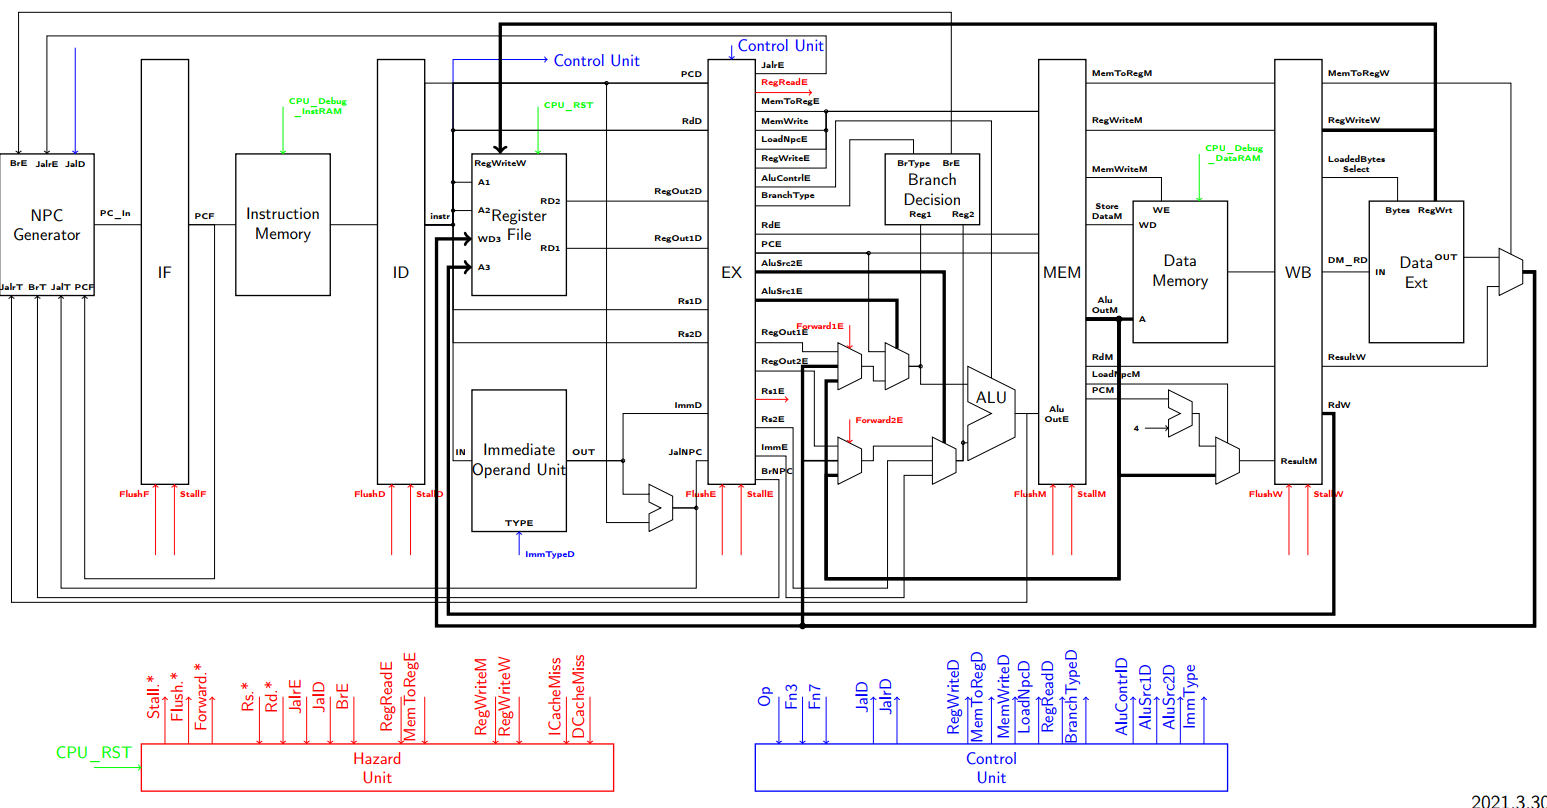 Control Unit
Control Unit
JalrE
RegReadE
MemToRegE
MemWrite
LoadNpcE
RegWriteE
AluContrlE
BranchType
RdE
PCE
AluSrc2E
AluSrc1E
RegOut1E
RegOut2E
Rs1E
Rs2E
ImmE
BrNPC
BrE JalrE JalD
NPC
Generator
JalrT BrT JalT PCF
PC_In
IF
FlushF StallF
PCF
CPU_Debug
_InstRAM
Instruction
Memory
ID
FlushD StallD
instr
CPU_RST
RegWriteW
A1
A2
WD3
A3
RD2
RD1
Register
File
IN
Immediate
Operand Unit
OUT
TYPE
ImmTypeD
PCD
RdD
RegOut2D
RegOut1D
Rs1D
Rs2D
ImmD
JalNPC
EX
FlushE StallE
BrType BrE
Branch
Decision
Reg1 Reg2
Forward1E
Forward2E
ALU
Alu
OutE
MEM
FlushM StallM
MemToRegM
RegWriteM
MemWriteM
Store
DataM
Alu
OutM
RdM
LoadNpcM
PCM
4
CPU_Debug
_DataRAM
WE
WD
Data
Memory
A
WB
ResultM
FlushW StallW
MemToRegW
RegWriteW
LoadedBytes
Select
DM_RD
ResultW
RdW
Bytes RegWrt
IN
Data
Ext
OUT
CPU_RST
Stall.*
Flush.*
Forward.*
Rs.*
Rd.*
JalrE
JalD
BrE
RegReadE
MemToRegE
RegWriteM
RegWriteW
ICacheMiss
DCacheMiss
Hazard
Unit
Op
Fn3
Fn7
JalD
JalrD
RegWriteD
MemToRegD
MemWriteD
LoadNpcD
RegReadD
BranchTypeD
AluContrlD
AluSrc1D
AluSrc2D
ImmType
Control
Unit
2021.3.30